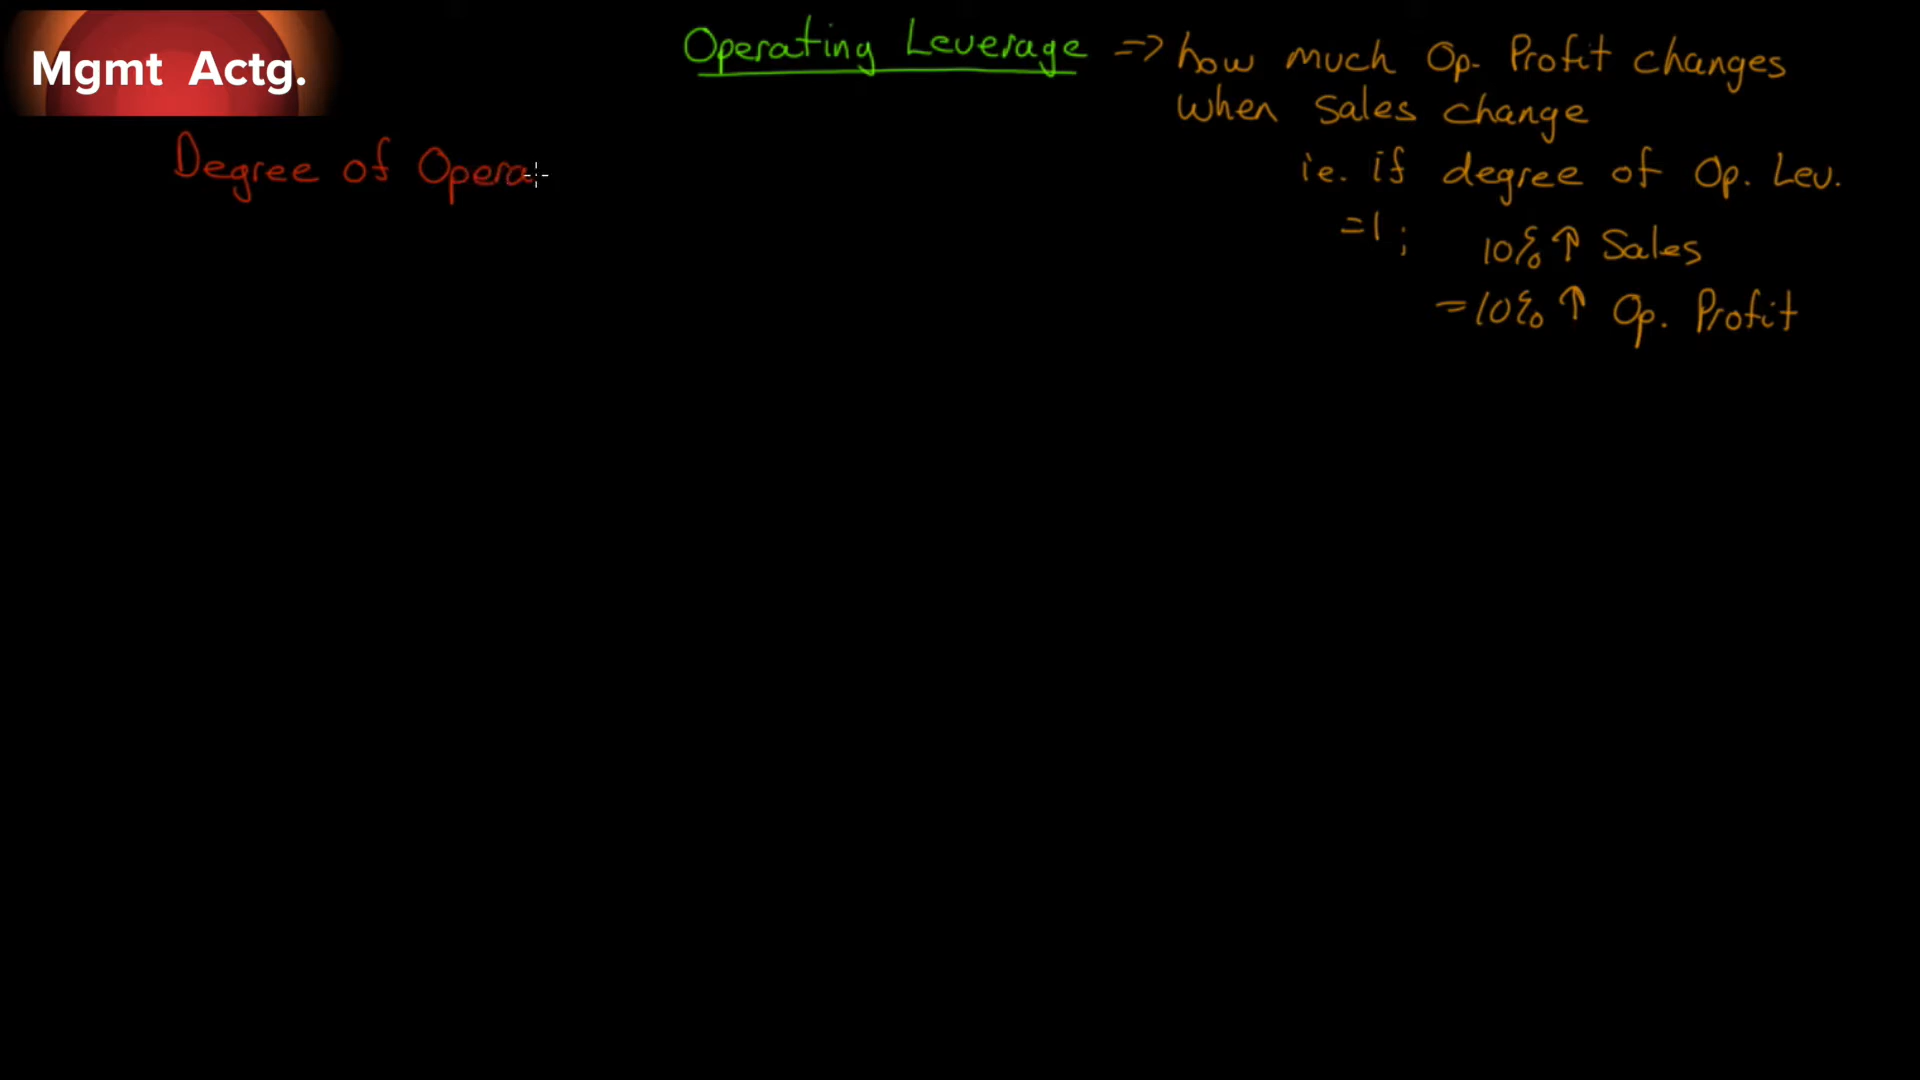 Mgmt Actg.
Operating Leverage => how much Op. Profit changes
when sales change
Degree of Opera
ie. if degree of Op. Lev.
=1; 10% ↑ Sales
=10% ↑ Op. Profit